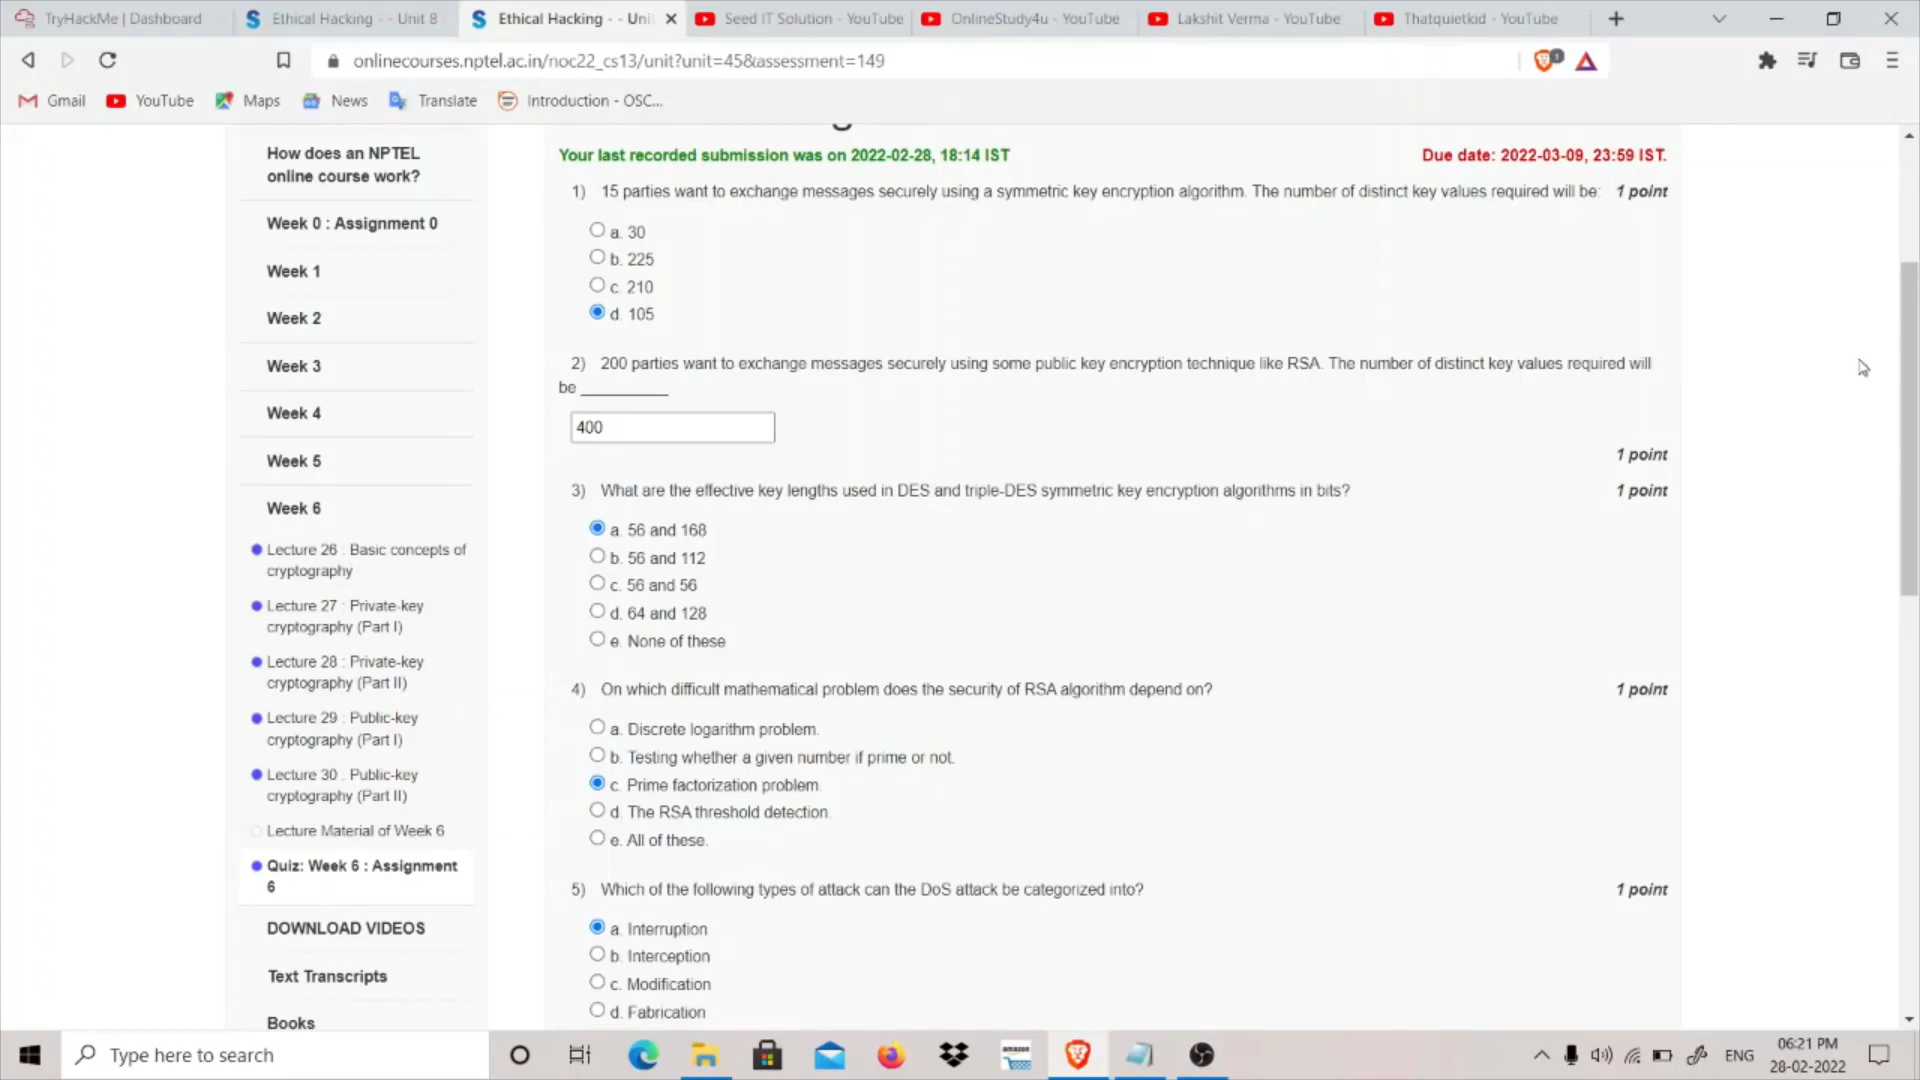 TryHackMe | Dashboard
Ethical Hacking - - Unit 8
Ethical Hacking - - Uni
Seed IT Solution - YouTube
OnlineStudy4u - YouTube
Lakshit Verma - YouTube
Thatquietkid - YouTube
onlinecourses.nptel.ac.in/noc22_cs13/unit?unit=45&assessment=149
1
Gmail
YouTube
Maps
News
Translate
Introduction - OSC...
How does an NPTEL
online course work?
Week 0 : Assignment 0
Week 1
Week 2
Week 3
Week 4
Week 5
Week 6
Lecture 26 : Basic concepts of
cryptography
Lecture 27 : Private-key
cryptography (Part I)
Lecture 28 : Private-key
cryptography (Part II)
Lecture 29 : Public-key
cryptography (Part I)
Lecture 30 : Public-key
cryptography (Part II)
Lecture Material of Week 6
Quiz: Week 6 : Assignment
6
DOWNLOAD VIDEOS
Text Transcripts
Books
Your last recorded submission was on 2022-02-28, 18:14 IST
Due date: 2022-03-09, 23:59 IST.
1) 15 parties want to exchange messages securely using a symmetric key encryption algorithm. The number of distinct key values required will be: 1 point
a. 30
b. 225
c. 210
d. 105
2) 200 parties want to exchange messages securely using some public key encryption technique like RSA. The number of distinct key values required will
be __________
400
1 point
3) What are the effective key lengths used in DES and triple-DES symmetric key encryption algorithms in bits? 1 point
a. 56 and 168
b. 56 and 112
c. 56 and 56
d. 64 and 128
e. None of these
4) On which difficult mathematical problem does the security of RSA algorithm depend on? 1 point
a. Discrete logarithm problem.
b. Testing whether a given number if prime or not.
c. Prime factorization problem.
d. The RSA threshold detection.
e. All of these.
5) Which of the following types of attack can the DoS attack be categorized into? 1 point
a. Interruption
b. Interception
c. Modification
d. Fabrication
Type here to search
amazon
ENG
06:21 PM
28-02-2022